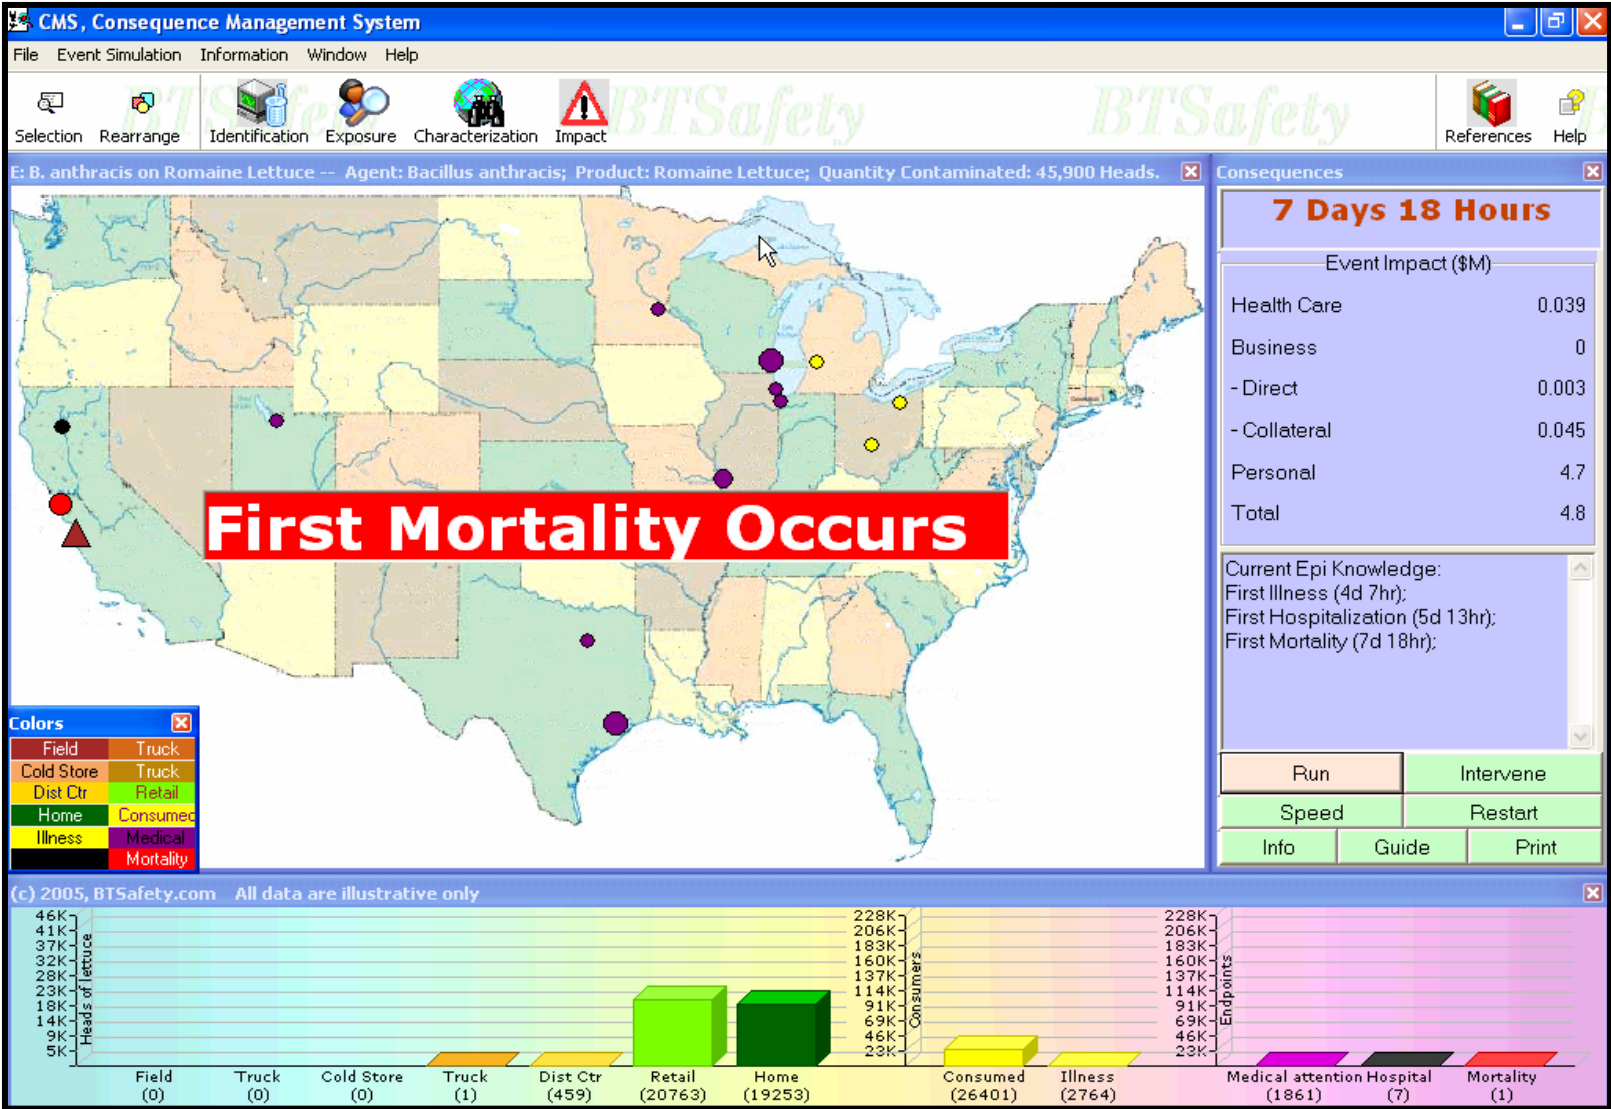 CMS, Consequence Management System
File Event Simulation Information Window Help
BTSafety BTSafety BTSafety
Selection Rearrange Identification Exposure Characterization Impact References Help
E: B. anthracis on Romaine Lettuce -- Agent: Bacillus anthracis; Product: Romaine Lettuce; Quantity Contaminated: 45,900 Heads.
Consequences
7 Days 18 Hours
Event Impact ($M)
Health Care 0.039
Business 0
- Direct 0.003
- Collateral 0.045
Personal 4.7
Total 4.8
First Mortality Occurs
Current Epi Knowledge:
First Illness (4d 7hr);
First Hospitalization (5d 13hr);
First Mortality (7d 18hr);
Colors
Field Truck
Cold Store Truck
Dist Ctr Retail
Home Consumed
Illness Medical
Mortality
Run Intervene
Speed Restart
Info Guide Print
(c) 2005, BTSafety.com All data are illustrative only
46K 228K 228K
41K 206K 206K
37K 183K 183K
32K 160K 160K
28K 137K 137K
23K 114K 114K
18K 91K 91K
14K 69K 69K
9K 46K 46K
5K 23K 23K
Heads of lettuce
Consumers
Endpoints
Field Truck Cold Store Truck Dist Ctr Retail Home Consumed Illness Medical attention Hospital Mortality
(0) (0) (0) (1) (459) (20763) (19253) (26401) (2764) (1861) (7) (1)